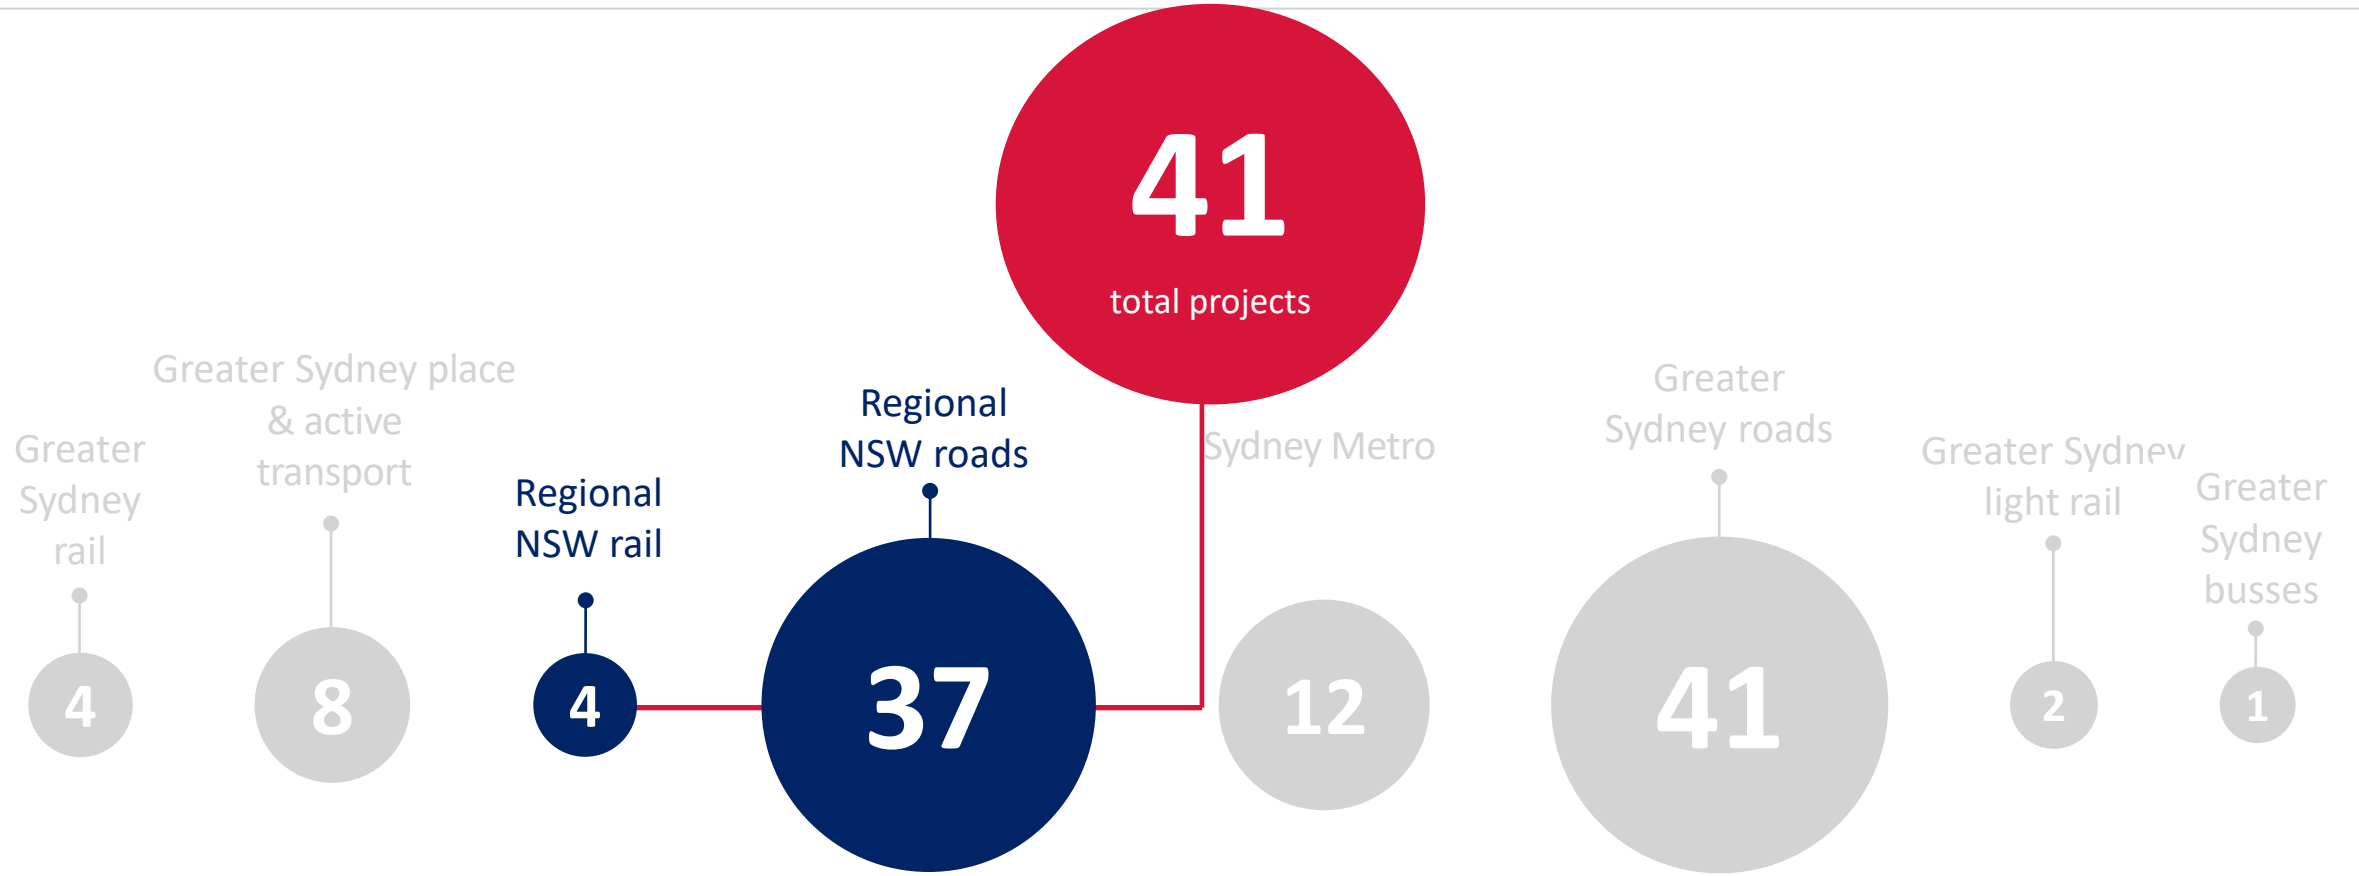 41
total projects
Greater
Sydney
rail
4
Greater Sydney place
& active
transport
8
Regional
NSW rail
4
Regional
NSW roads
37
Sydney Metro
12
Greater
Sydney roads
41
Greater Sydney
light rail
2
Greater
Sydney
busses
1